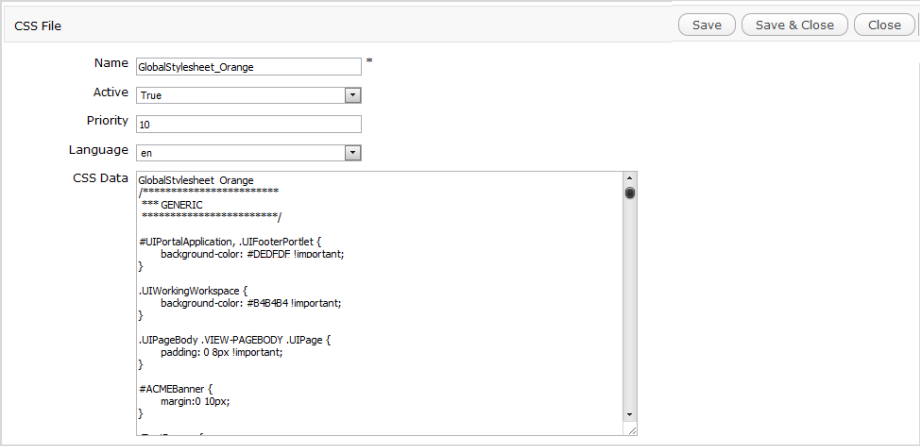 CSS File
Save
Save & Close
Close
Name
GlobalStylesheet_Orange
*
Active
True
Priority
10
Language
en
CSS Data
GlobalStylesheet Orange
/************************
*** GENERIC
************************/
#UIPortalApplication, .UIFooterPortlet {
background-color: #DEDFDF !important;
}
.UIWorkingWorkspace {
background-color: #B4B4B4 !important;
}
.UIPageBody .VIEW-PAGEBODY .UIPage {
padding: 0 8px !important;
}
#ACMEBanner {
margin:0 10px;
}